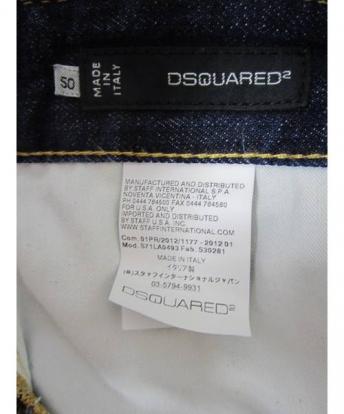 50
MADE
IN
ITALY
DSQUARED²
MANUFACTURED AND DISTRIBUTED
BY STAFF INTERNATIONAL S.P.A
NOVENTA VICENTINA - ITALY
PH 0444 784500 FAX 0444 784580
FOR U.S.A. ONLY
IMPORTED AND DISTRIBUTED
BY STAFF U.S.A. INC.
WWW.STAFFINTERNATIONAL.COM
Com. 01PR/2012/1177 - 2012 01
Mod. S71LA0493 Fab. S30281
MADE IN ITALY
イタリア製
(株)スタッフインターナショナルジャパン
03-5794-9931
DSQUARED²